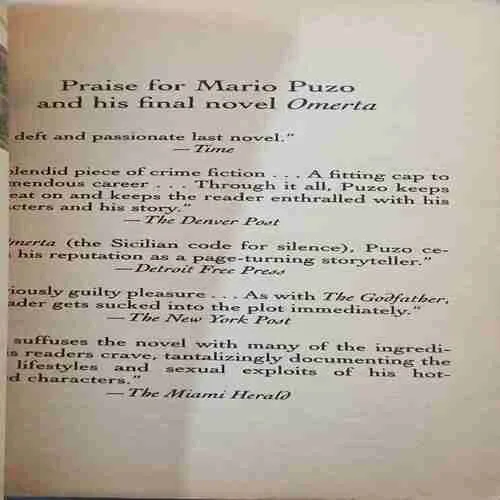 Praise for Mario Puzo
and his final novel Omerta
deft and passionate last novel."
—Time
plendid piece of crime fiction . . . A fitting cap to
mendous career . . . Through it all, Puzo keeps
eat on and keeps the reader enthralled with his
acters and his story."
—The Denver Post
Omerta (the Sicilian code for silence), Puzo ce-
his reputation as a page-turning storyteller."
—Detroit Free Press
iously guilty pleasure . . . As with The Godfather,
ader gets sucked into the plot immediately."
—The New York Post
suffuses the novel with many of the ingredi-
s readers crave, tantalizingly documenting the
lifestyles and sexual exploits of his hot-
d characters."
—The Miami Herald